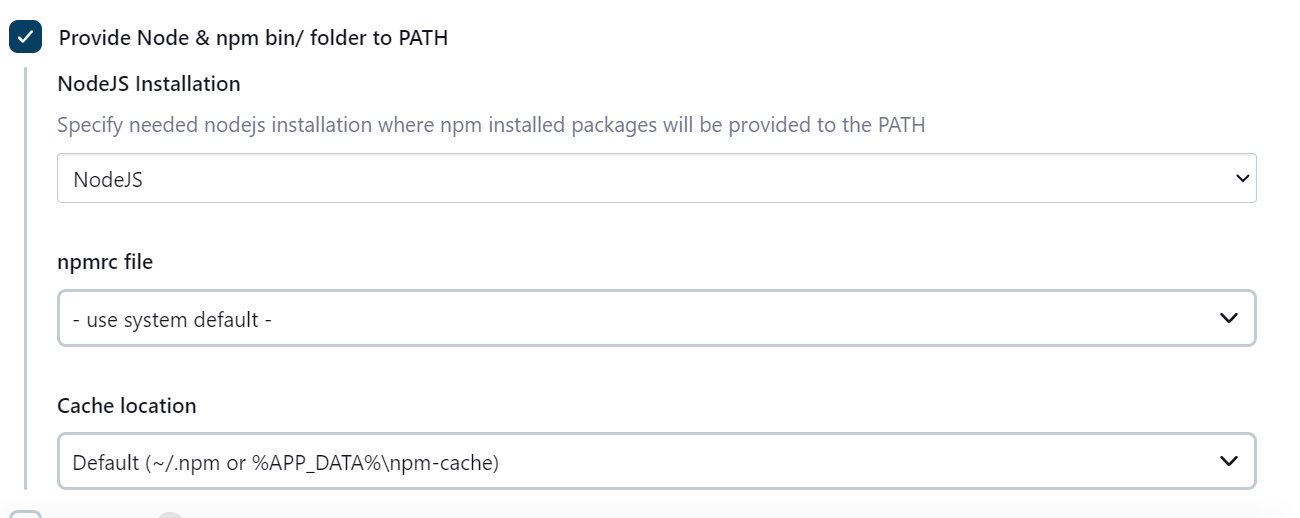 Provide Node & npm bin/ folder to PATH
NodeJS Installation
Specify needed nodejs installation where npm installed packages will be provided to the PATH
NodeJS
npmrc file
- use system default -
Cache location
Default (~/.npm or %APP_DATA%\npm-cache)